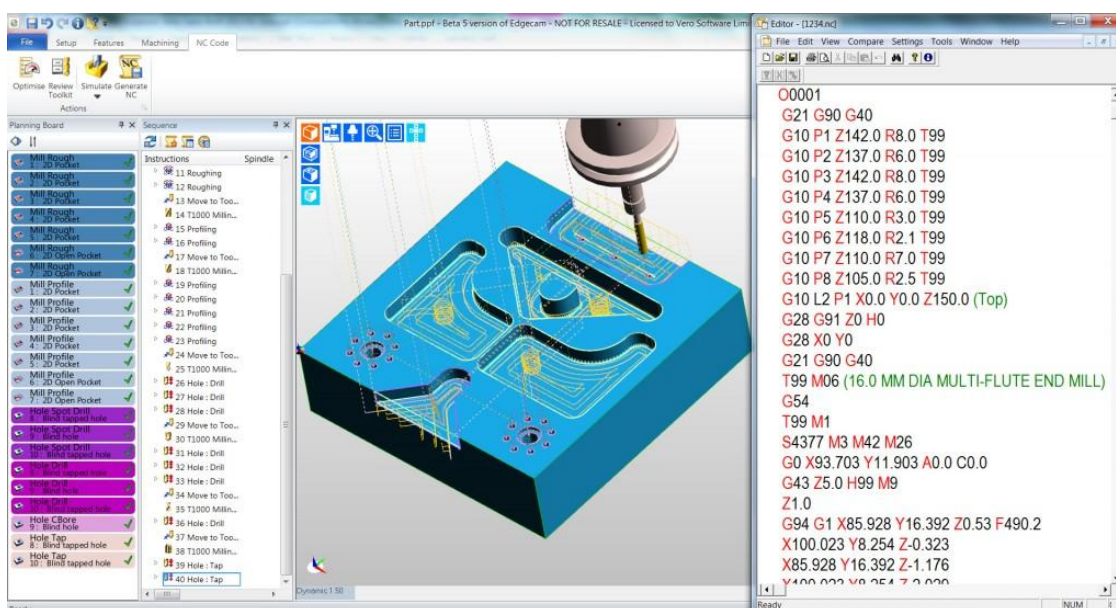 Part.ppf - Beta 5 version of Edgecam - NOT FOR RESALE - Licensed to Vero Software Lim
File Setup Features Machining NC Code
Optimise Review Toolkit Simulate Generate NC
Actions
Planning Board
Mill Rough
1 : 2D Pocket
Mill Rough
2 : 2D Pocket
Mill Rough
3 : 2D Pocket
Mill Rough
4 : 2D Pocket
Mill Rough
5 : 2D Pocket
Mill Rough
6 : 2D Open Pocket
Mill Rough
7 : 2D Open Pocket
Mill Profile
1 : 2D Pocket
Mill Profile
2 : 2D Pocket
Mill Profile
3 : 2D Pocket
Mill Profile
4 : 2D Pocket
Mill Profile
5 : 2D Pocket
Mill Profile
6 : 2D Open Pocket
Mill Profile
7 : 2D Open Pocket
Hole Spot Drill
8 : Blind tapped hole
Hole Spot Drill
9 : Blind hole
Hole Spot Drill
10 : Blind tapped hole
Hole Drill
8 : Blind tapped hole
Hole Drill
9 : Blind hole
Hole Drill
10 : Blind tapped hole
Hole CBore
9 : Blind hole
Hole Tap
8 : Blind tapped hole
Hole Tap
10 : Blind tapped hole
Sequence
Instructions Spindle
11 Roughing
12 Roughing
13 Move to Too...
14 T1000 Millin...
15 Profiling
16 Profiling
17 Move to Too...
18 T1000 Millin...
19 Profiling
20 Profiling
21 Profiling
22 Profiling
23 Profiling
24 Move to Too...
25 T1000 Millin...
26 Hole : Drill
27 Hole : Drill
28 Hole : Drill
29 Move to Too...
30 T1000 Millin...
31 Hole : Drill
32 Hole : Drill
33 Hole : Drill
34 Move to Too...
35 T1000 Millin...
36 Hole : Drill
37 Move to Too...
38 T1000 Millin...
39 Hole : Tap
40 Hole : Tap
Dynamic 1:50
Editor - [1234.nc]
File Edit View Compare Settings Tools Window Help
O0001
G21 G90 G40
G10 P1 Z142.0 R8.0 T99
G10 P2 Z137.0 R6.0 T99
G10 P3 Z142.0 R8.0 T99
G10 P4 Z137.0 R6.0 T99
G10 P5 Z110.0 R3.0 T99
G10 P6 Z118.0 R2.1 T99
G10 P7 Z110.0 R7.0 T99
G10 P8 Z105.0 R2.5 T99
G10 L2 P1 X0.0 Y0.0 Z150.0 (Top)
G28 G91 Z0 H0
G28 X0 Y0
G21 G90 G40
T99 M06 (16.0 MM DIA MULTI-FLUTE END MILL)
G54
T99 M1
S4377 M3 M42 M26
G0 X93.703 Y11.903 A0.0 C0.0
G43 Z5.0 H99 M9
Z1.0
G94 G1 X85.928 Y16.392 Z0.53 F490.2
X100.023 Y8.254 Z-0.323
X85.928 Y16.392 Z-1.176
X100.023 Y8.254 Z-2.029
Ready NUM